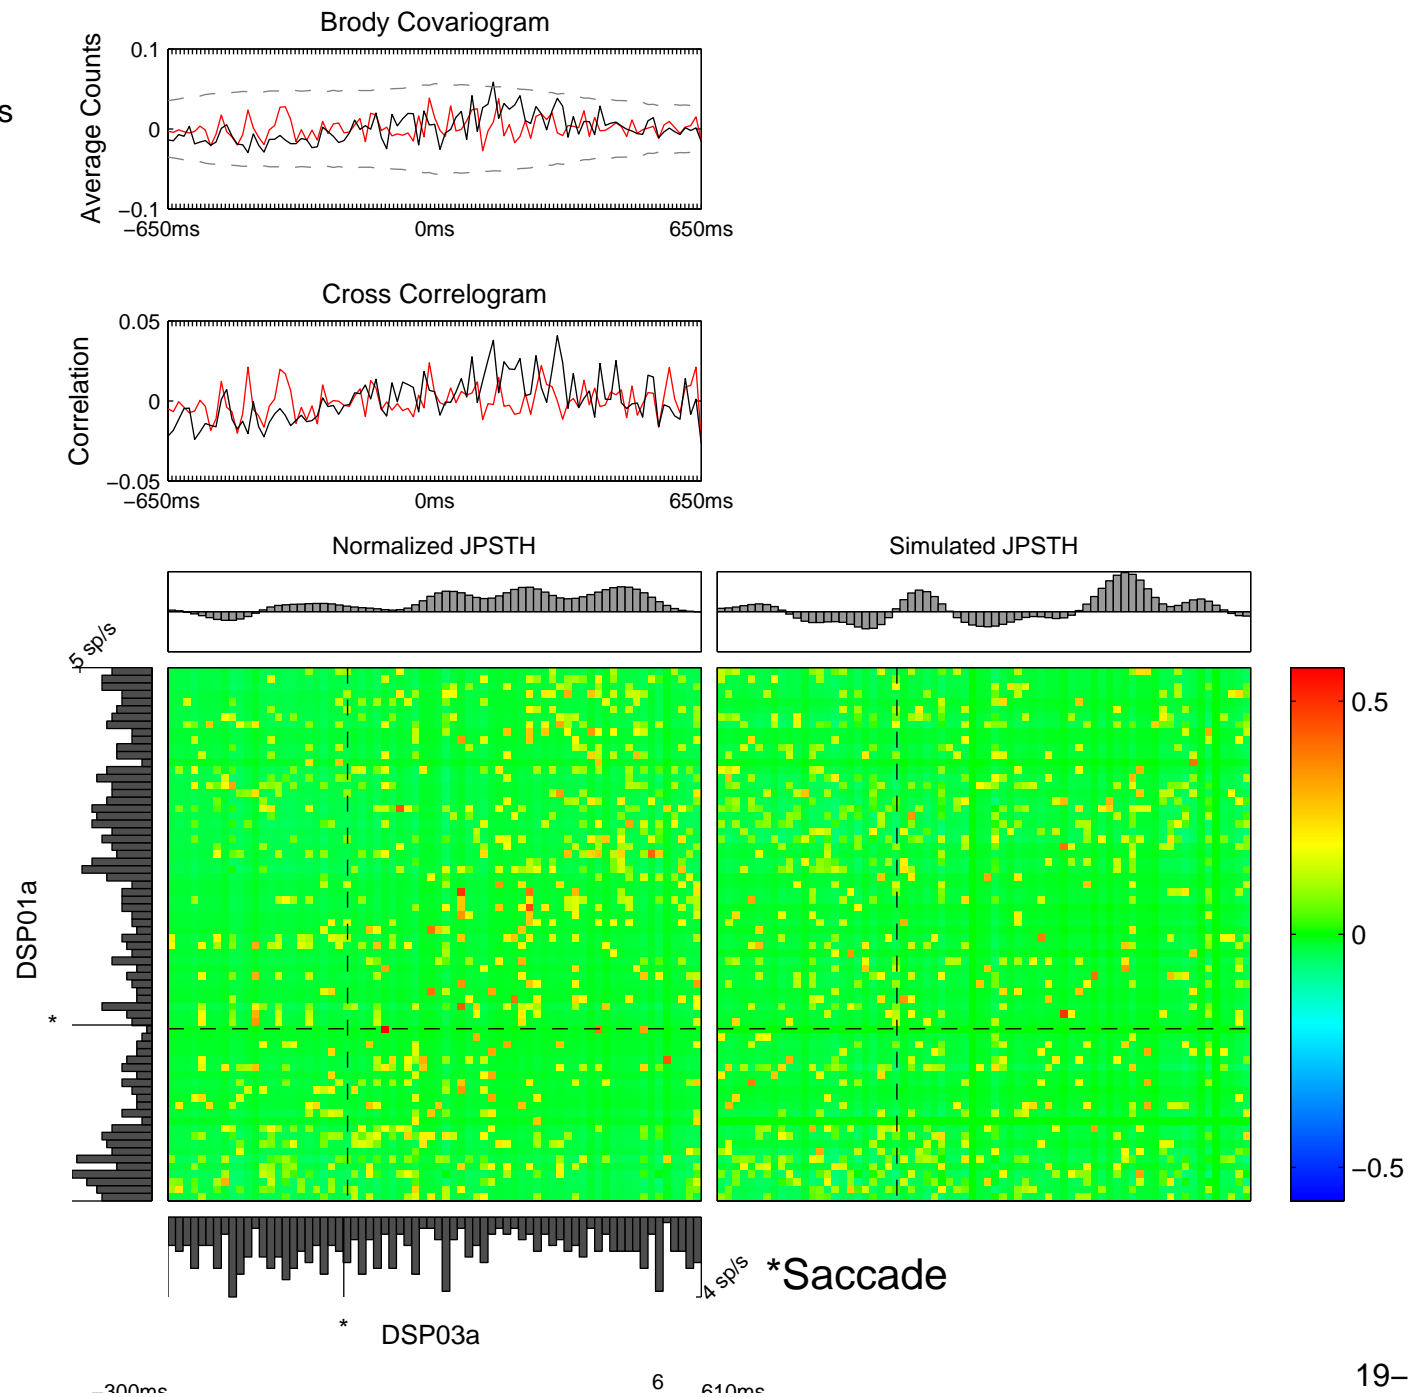 Brody Covariogram
0.1
0
−0.1
Average Counts
s
−650ms 0ms 650ms
Cross Correlogram
0.05
0
−0.05
Correlation
−650ms 0ms 650ms
Normalized JPSTH
Simulated JPSTH
5 sp/s
DSP01a
*
0.5
0
−0.5
4 sp/s
*Saccade
*
DSP03a
−300ms
6
610ms
19−